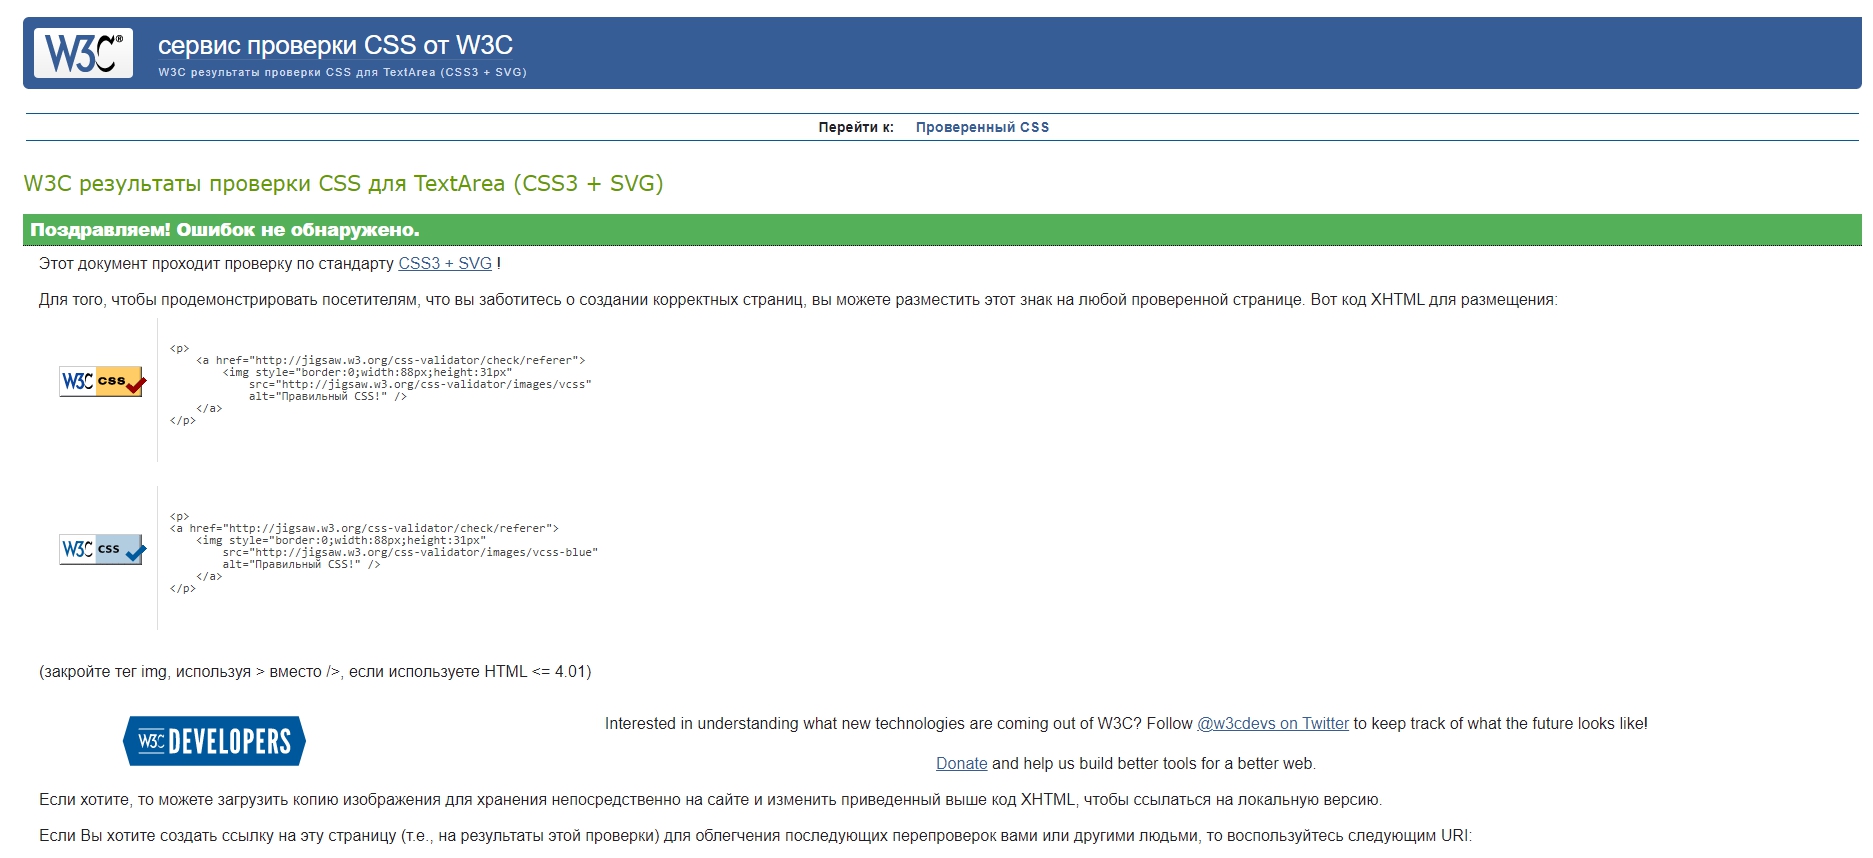 W3C®
сервис проверки CSS от W3C
W3C результаты проверки CSS для TextArea (CSS3 + SVG)
Перейти к: Проверенный CSS
W3C результаты проверки CSS для TextArea (CSS3 + SVG)
Поздравляем! Ошибок не обнаружено.
Этот документ проходит проверку по стандарту CSS3 + SVG !
Для того, чтобы продемонстрировать посетителям, что вы заботитесь о создании корректных страниц, вы можете разместить этот знак на любой проверенной странице. Вот код XHTML для размещения:
W3C css
<p>
<a href="http://jigsaw.w3.org/css-validator/check/referer">
<img style="border:0;width:88px;height:31px"
src="http://jigsaw.w3.org/css-validator/images/vcss"
alt="Правильный CSS!" />
</a>
</p>
W3C css
<p>
<a href="http://jigsaw.w3.org/css-validator/check/referer">
<img style="border:0;width:88px;height:31px"
src="http://jigsaw.w3.org/css-validator/images/vcss-blue"
alt="Правильный CSS!" />
</a>
</p>
(закройте тег img, используя > вместо />, если используете HTML <= 4.01)
W3C DEVELOPERS
Interested in understanding what new technologies are coming out of W3C? Follow @w3cdevs on Twitter to keep track of what the future looks like!
Donate and help us build better tools for a better web.
Если хотите, то можете загрузить копию изображения для хранения непосредственно на сайте и изменить приведенный выше код XHTML, чтобы ссылаться на локальную версию.
Если Вы хотите создать ссылку на эту страницу (т.е., на результаты этой проверки) для облегчения последующих перепроверок вами или другими людьми, то воспользуйтесь следующим URI: